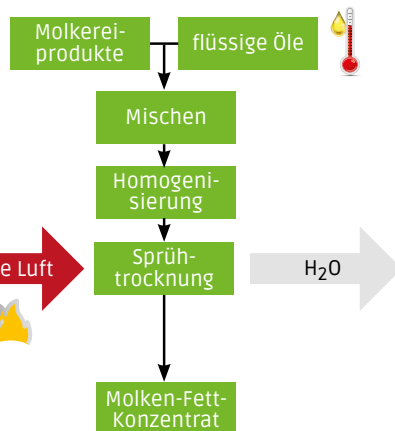 Molkerei-
produkte
flüssige Öle
Mischen
Homogeni-
sierung
e Luft
Sprüh-
trocknung
H₂O
Molken-Fett-
Konzentrat